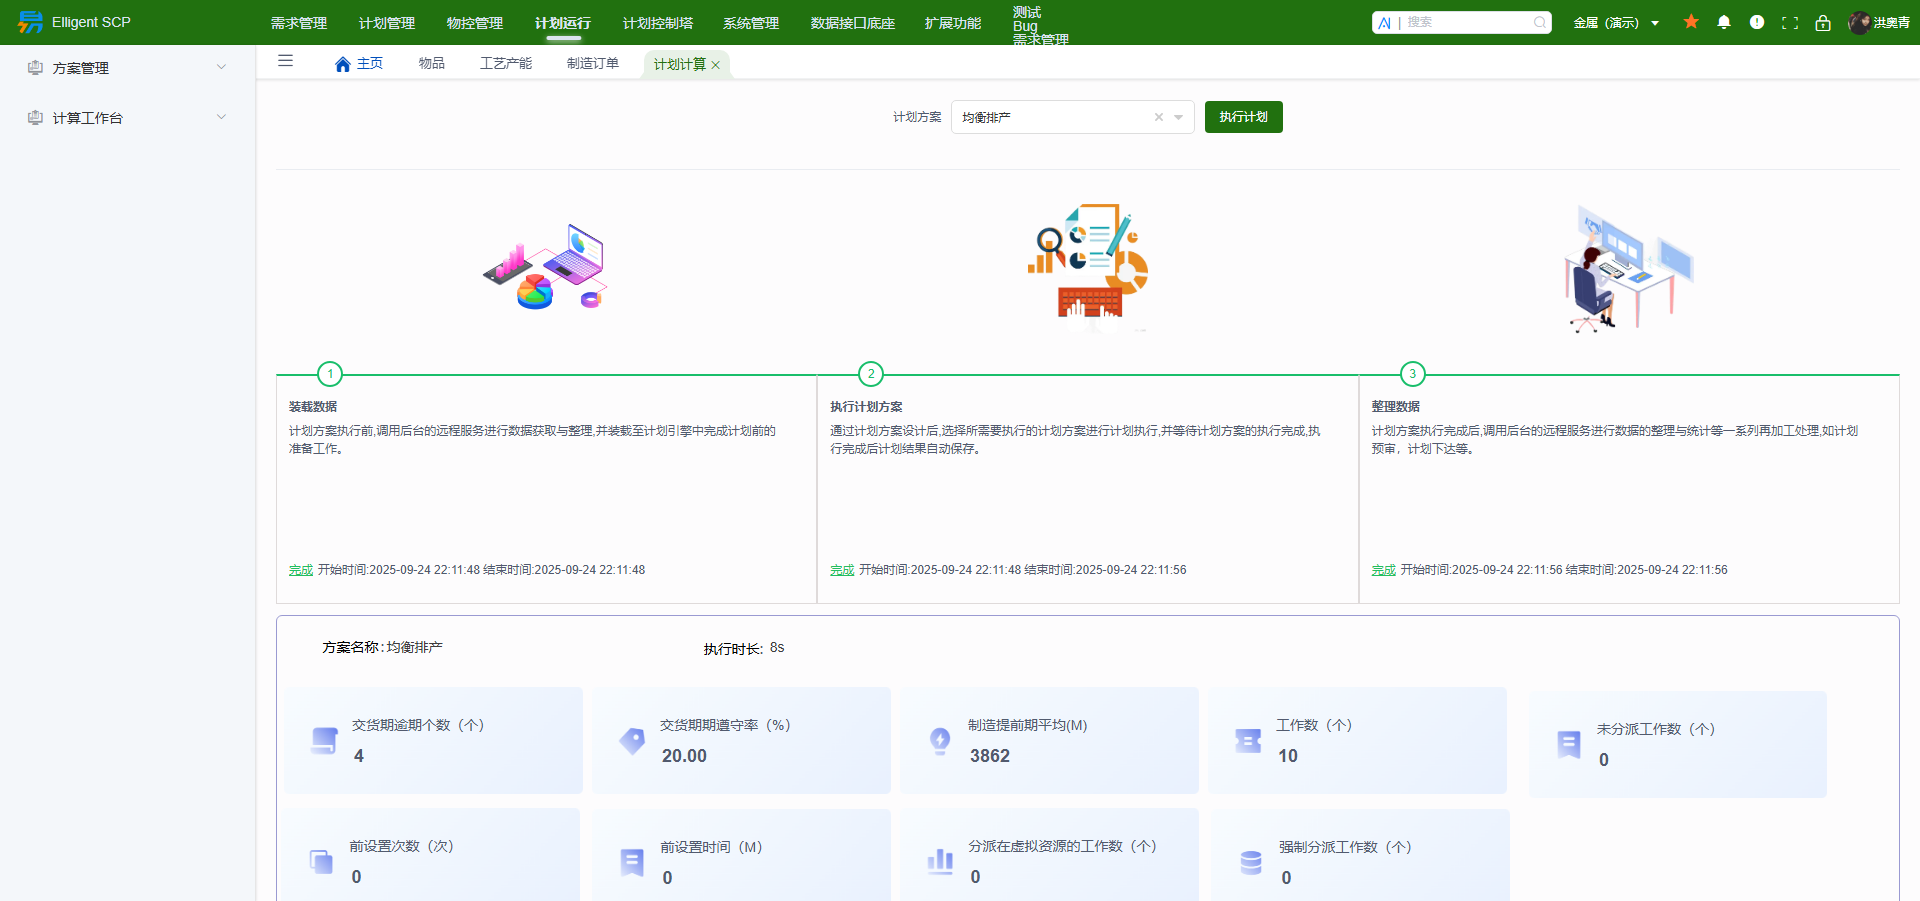 Elligent SCP
需求管理
计划管理
物控管理
计划运行
计划控制塔
系统管理
数据接口底座
扩展功能
测试
Bug
需求管理
AI | 搜索
金属（演示）
洪奥青
方案管理
计算工作台
主页
物品
工艺产能
制造订单
计划计算
计划方案
均衡排产
执行计划
1
2
3
装载数据
计划方案执行前,调用后台的远程服务进行数据获取与整理,并装载至计划引擎中完成计划前的
准备工作。
完成 开始时间:2025-09-24 22:11:48 结束时间:2025-09-24 22:11:48
执行计划方案
通过计划方案设计后,选择所需要执行的计划方案进行计划执行,并等待计划方案的执行完成,执
行完成后计划结果自动保存。
完成 开始时间:2025-09-24 22:11:48 结束时间:2025-09-24 22:11:56
整理数据
计划方案执行完成后,调用后台的远程服务进行数据的整理与统计等一系列再加工处理,如计划
预审，计划下达等。
完成 开始时间:2025-09-24 22:11:56 结束时间:2025-09-24 22:11:56
方案名称:均衡排产
执行时长: 8s
交货期逾期个数（个）
4
交货期期遵守率（%）
20.00
制造提前期平均(M)
3862
工作数（个）
10
未分派工作数（个）
0
前设置次数（次）
0
前设置时间（M）
0
分派在虚拟资源的工作数（个）
0
强制分派工作数（个）
0